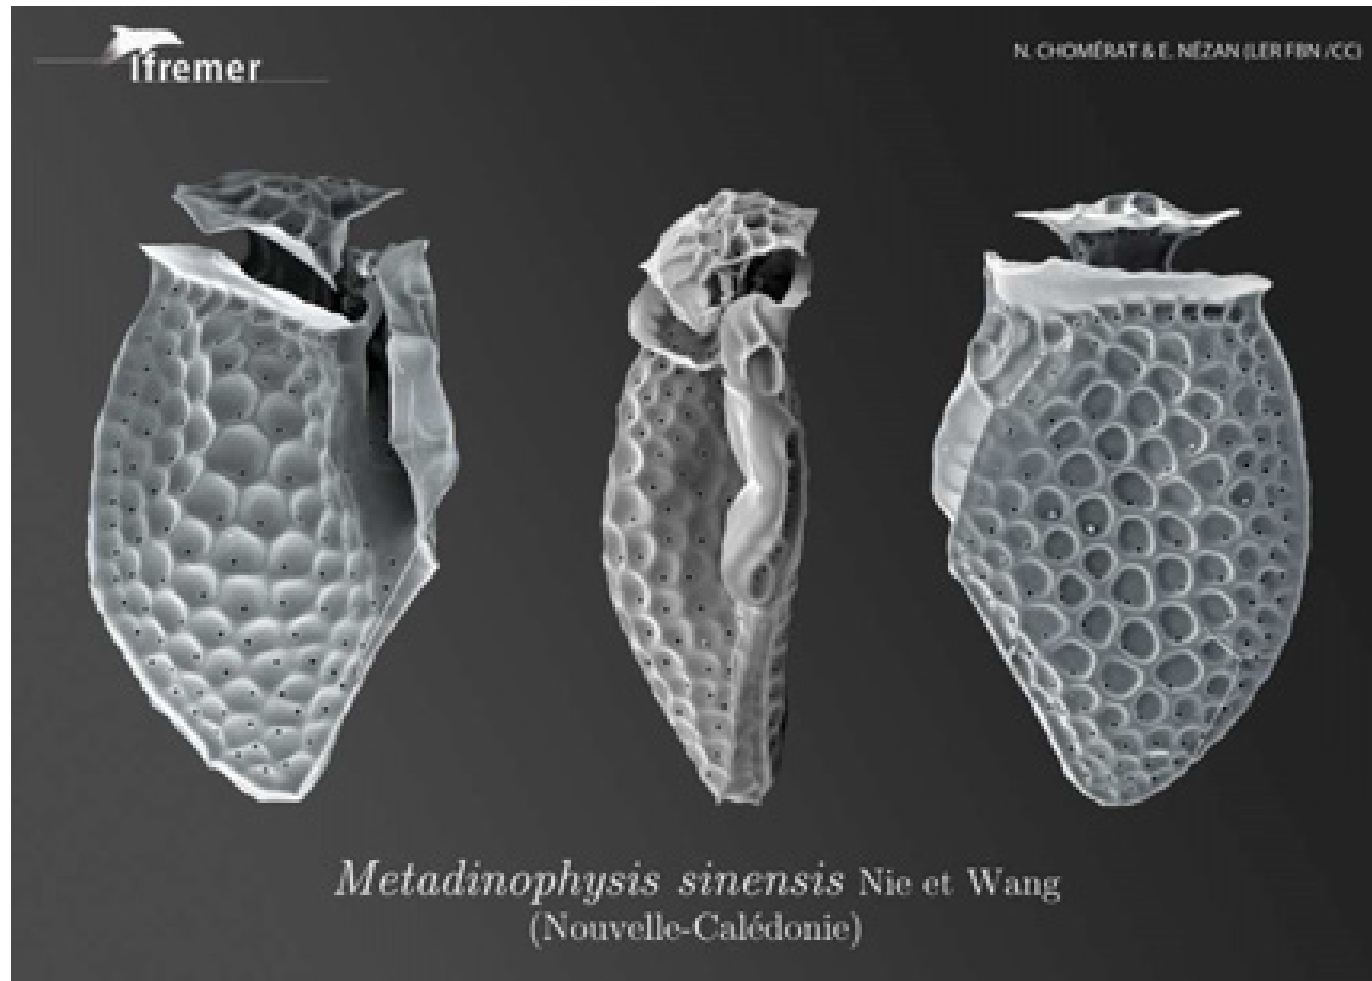 Ifremer
N. CHOMÉRAT & E. NÉZAN (LER FBN /CC)
Metadinophysis sinensis Nie et Wang
(Nouvelle-Calédonie)